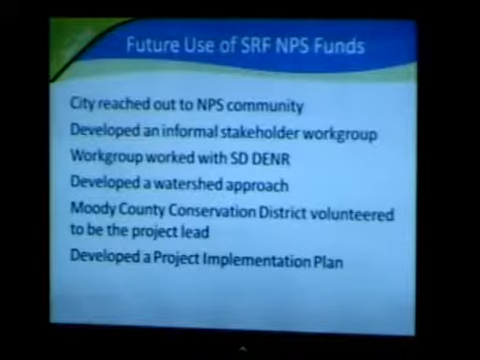 Future Use of SRF NPS Funds
City reached out to NPS community
Developed an informal stakeholder workgroup
Workgroup worked with SD DENR
Developed a watershed approach
Moody County Conservation District volunteered
to be the project lead
Developed a Project Implementation Plan